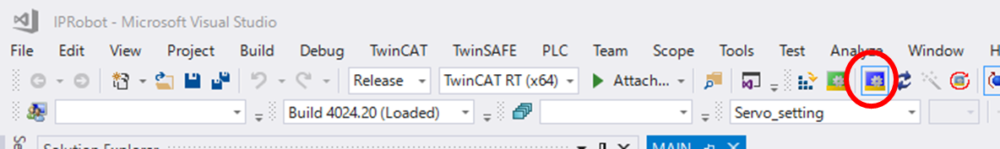 IPRobot - Microsoft Visual Studio
File Edit View Project Build Debug TwinCAT TwinSAFE PLC Team Scope Tools Test Analyze Window H
Release TwinCAT RT (x64) Attach...
Build 4024.20 (Loaded) Servo_setting
Se Solution Explorer MAIN